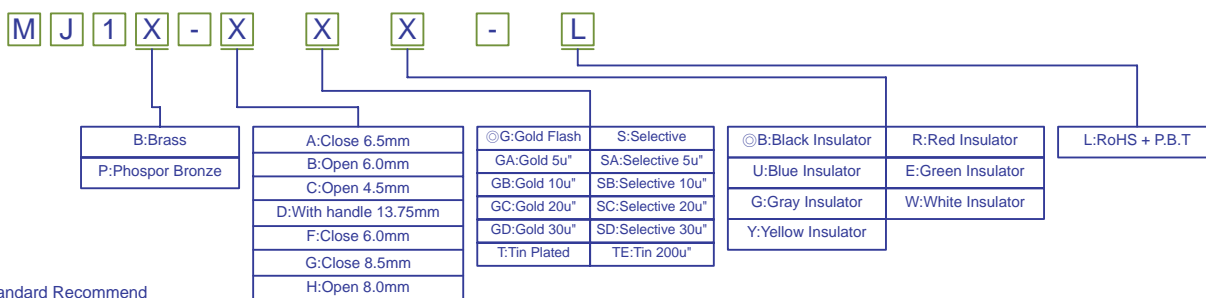 M J 1 X - X X X - L
B:Brass
P:Phospor Bronze
A:Close 6.5mm
B:Open 6.0mm
C:Open 4.5mm
D:With handle 13.75mm
F:Close 6.0mm
G:Close 8.5mm
H:Open 8.0mm
◎G:Gold Flash S:Selective
GA:Gold 5u" SA:Selective 5u"
GB:Gold 10u" SB:Selective 10u"
GC:Gold 20u" SC:Selective 20u"
GD:Gold 30u" SD:Selective 30u"
T:Tin Plated TE:Tin 200u"
◎B:Black Insulator R:Red Insulator
U:Blue Insulator E:Green Insulator
G:Gray Insulator W:White Insulator
Y:Yellow Insulator
L:RoHS + P.B.T
Recommend